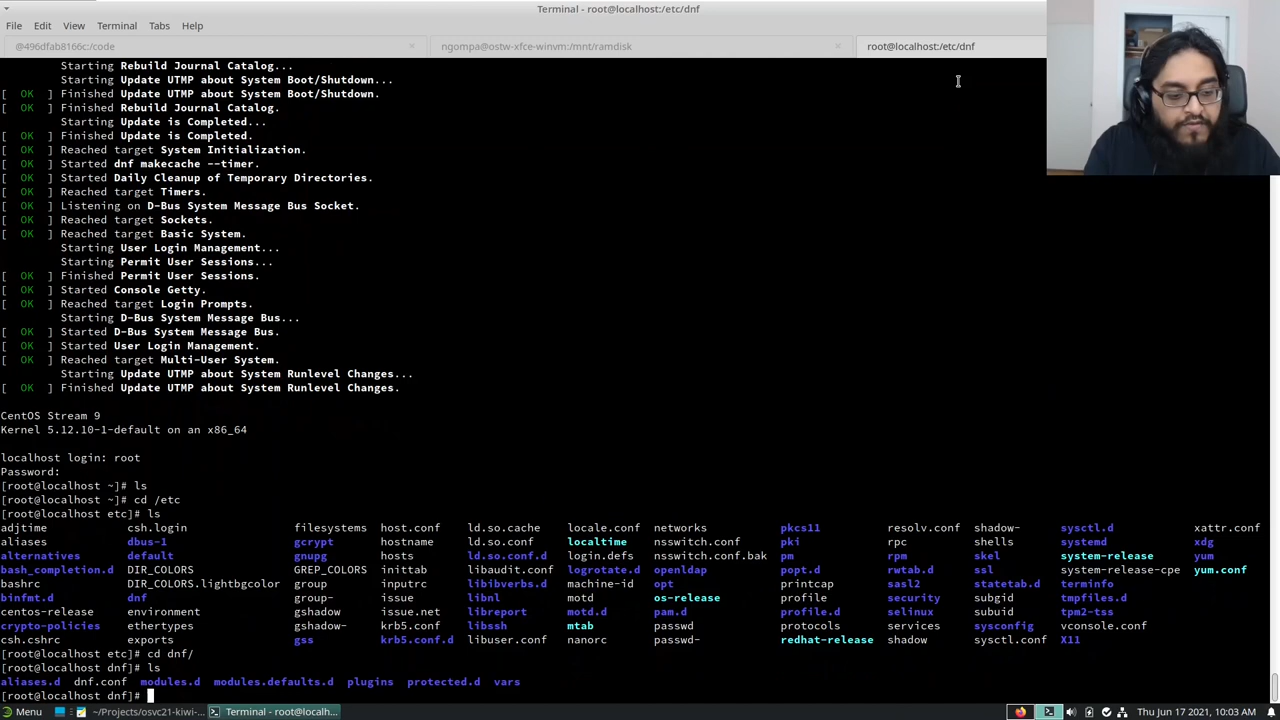 Terminal - root@localhost:/etc/dnf
File Edit View Terminal Tabs Help
@496dfab8166c:/code × ngompa@ostw-xfce-winvm:/mnt/ramdisk × root@localhost:/etc/dnf
Starting Rebuild Journal Catalog...
Starting Update UTMP about System Boot/Shutdown...
[ OK ] Finished Update UTMP about System Boot/Shutdown.
[ OK ] Finished Rebuild Journal Catalog.
Starting Update is Completed...
[ OK ] Finished Update is Completed.
[ OK ] Reached target System Initialization.
[ OK ] Started dnf makecache --timer.
[ OK ] Started Daily Cleanup of Temporary Directories.
[ OK ] Reached target Timers.
[ OK ] Listening on D-Bus System Message Bus Socket.
[ OK ] Reached target Sockets.
[ OK ] Reached target Basic System.
Starting User Login Management...
Starting Permit User Sessions...
[ OK ] Finished Permit User Sessions.
[ OK ] Started Console Getty.
[ OK ] Reached target Login Prompts.
Starting D-Bus System Message Bus...
[ OK ] Started D-Bus System Message Bus.
[ OK ] Started User Login Management.
[ OK ] Reached target Multi-User System.
Starting Update UTMP about System Runlevel Changes...
[ OK ] Finished Update UTMP about System Runlevel Changes.
CentOS Stream 9
Kernel 5.12.10-1-default on an x86_64
localhost login: root
Password:
[root@localhost ~]# ls
[root@localhost ~]# cd /etc
[root@localhost etc]# ls
adjtime csh.login filesystems host.conf ld.so.cache locale.conf networks pkcs11 resolv.conf shadow- sysctl.d xattr.conf
aliases dbus-1 gcrypt hostname ld.so.conf localtime nsswitch.conf pki rpc shells systemd xdg
alternatives default gnupg hosts ld.so.conf.d login.defs nsswitch.conf.bak pm rpm skel system-release yum
bash_completion.d DIR_COLORS GREP_COLORS inittab libaudit.conf logrotate.d openldap popt.d rwtab.d ssl system-release-cpe yum.conf
bashrc DIR_COLORS.lightbgcolor group inputrc libibverbs.d machine-id opt printcap sasl2 statetab.d terminfo
binfmt.d dnf group- issue libnl motd os-release profile security subgid tmpfiles.d
centos-release environment gshadow issue.net libreport motd.d pam.d profile.d selinux subuid tpm2-tss
crypto-policies ethertypes gshadow- krb5.conf libssh mtab passwd protocols services sysconfig vconsole.conf
csh.cshrc exports gss krb5.conf.d libuser.conf nanorc passwd- redhat-release shadow sysctl.conf X11
[root@localhost etc]# cd dnf/
[root@localhost dnf]# ls
aliases.d dnf.conf modules.d modules.defaults.d plugins protected.d vars
[root@localhost dnf]#
Menu ~/Projects/osvc21-kiwi-... Terminal - root@localh... Thu Jun 17 2021, 10:03 AM